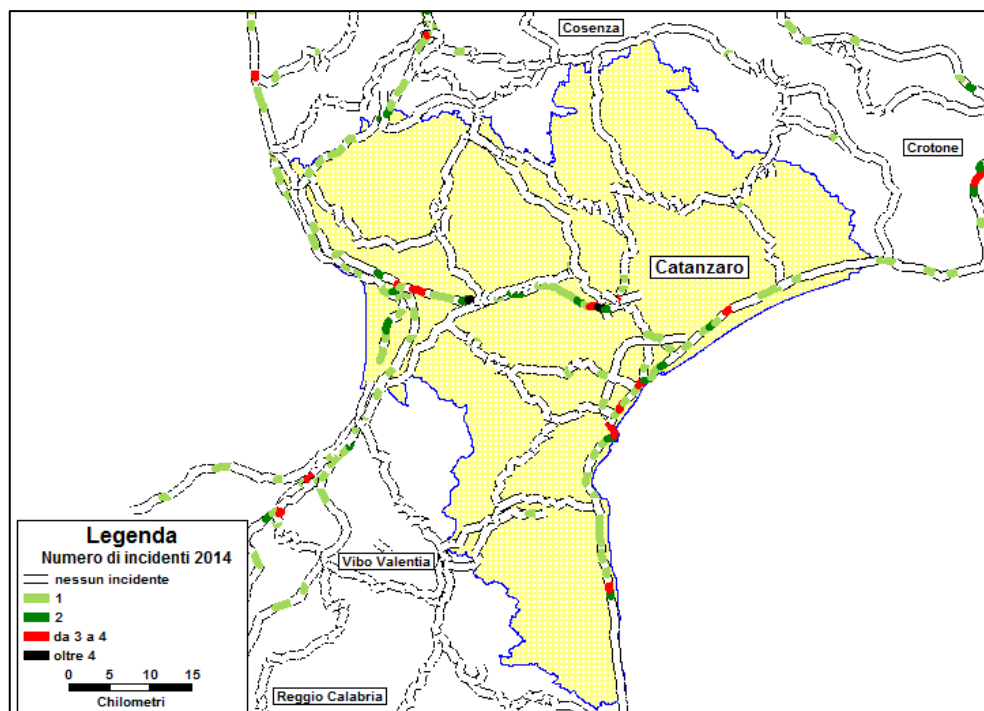 Cosenza
Crotone
Catanzaro
Vibo Valentia
Reggio Calabria
Legenda
Numero di incidenti 2014
nessun incidente
1
2
da 3 a 4
oltre 4
0 5 10 15
Chilometri